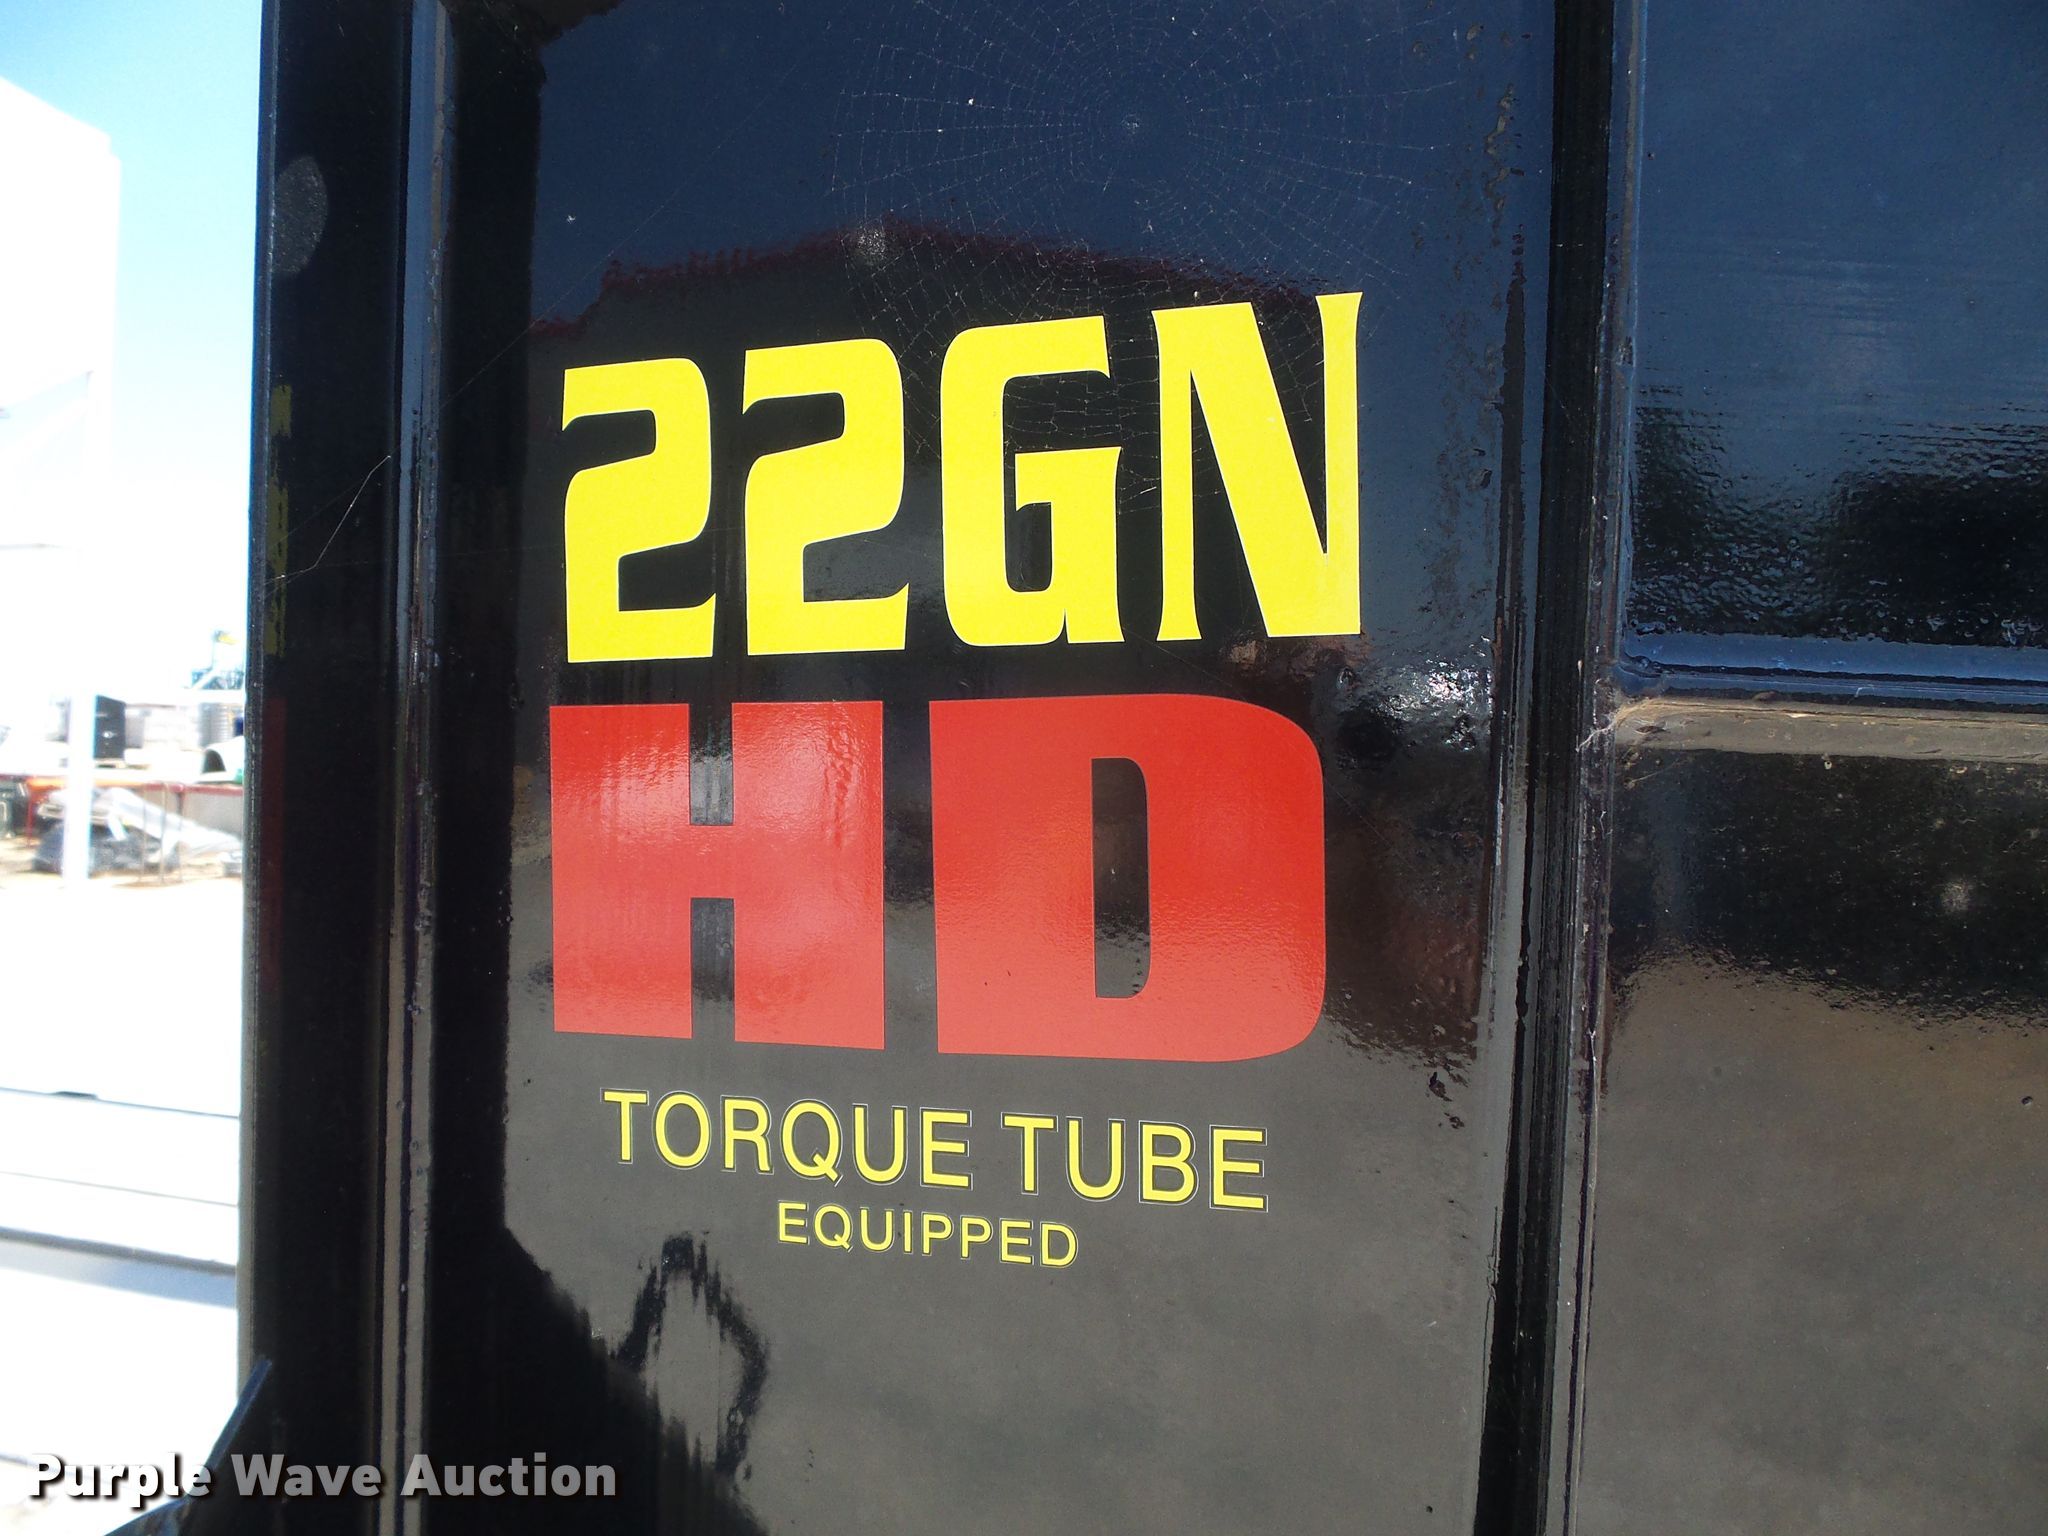 22GN
HD
TORQUE TUBE
EQUIPPED
Purple Wave Auction